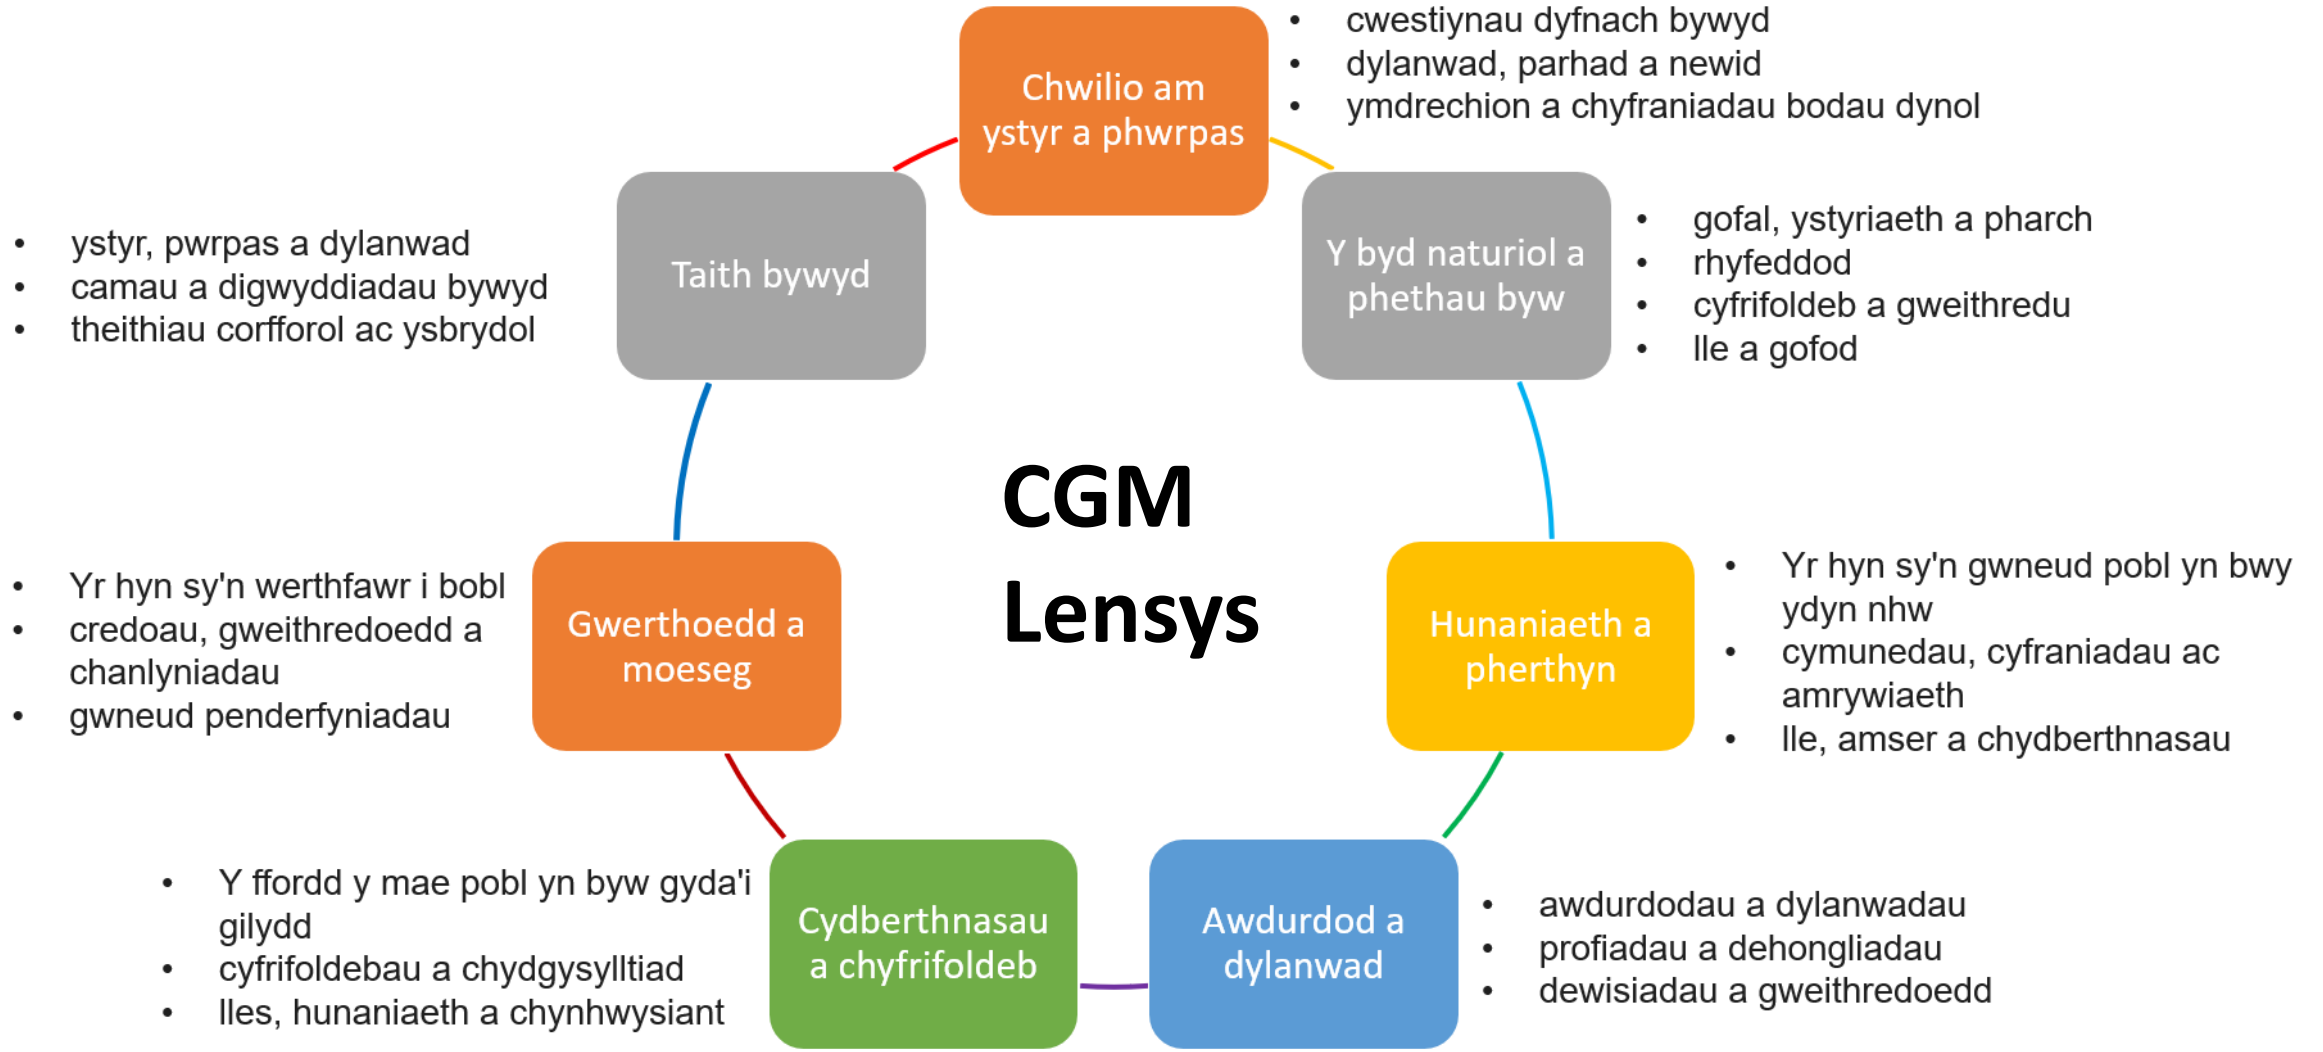 Chwilio am
ystyr a phwrpas
• cwestiynau dyfnach bywyd
• dylanwad, parhad a newid
• ymdrechion a chyfraniadau bodau dynol
Y byd naturiol a
phethau byw
• gofal, ystyriaeth a pharch
• rhyfeddod
• cyfrifoldeb a gweithredu
• lle a gofod
Hunaniaeth a
pherthyn
• Yr hyn sy'n gwneud pobl yn bwy
ydyn nhw
• cymunedau, cyfraniadau ac
amrywiaeth
• lle, amser a chydberthnasau
Awdurdod a
dylanwad
• awdurdodau a dylanwadau
• profiadau a dehongliadau
• dewisiadau a gweithredoedd
Cydberthnasau
a chyfrifoldeb
• Y ffordd y mae pobl yn byw gyda'i
gilydd
• cyfrifoldebau a chydgysylltiad
• lles, hunaniaeth a chynhwysiant
Gwerthoedd a
moeseg
• Yr hyn sy'n werthfawr i bobl
• credoau, gweithredoedd a
chanlyniadau
• gwneud penderfyniadau
Taith bywyd
• ystyr, pwrpas a dylanwad
• camau a digwyddiadau bywyd
• theithiau corfforol ac ysbrydol
CGM
Lensys